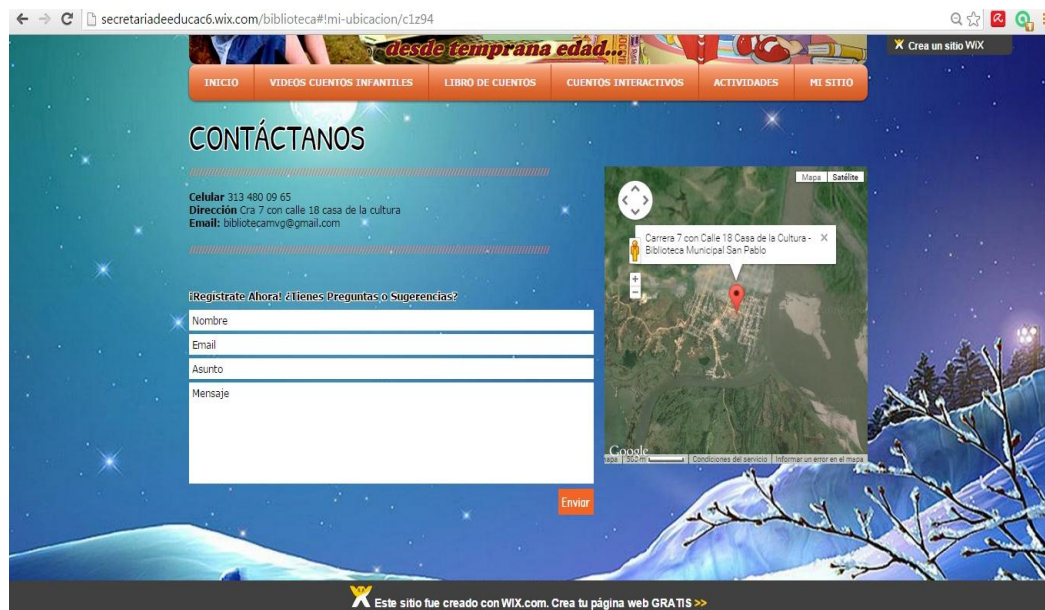 secretariadeeducac6.wix.com/biblioteca#!mi-ubicacion/c1z94
Crea un sitio WiX
desde temprana edad...
INICIO
VIDEOS CUENTOS INFANTILES
LIBRO DE CUENTOS
CUENTOS INTERACTIVOS
ACTIVIDADES
MI SITIO
CONTÁCTANOS
Celular 313 480 09 65
Dirección Cra 7 con calle 18 casa de la cultura
Email: bibliotecamvg@gmail.com
¡Registrate Ahora! ¿Tienes Preguntas o Sugerencias?
Nombre
Email
Asunto
Mensaje
Enviar
Mapa Satélite
Carrera 7 con Calle 18 Casa de la Cultura -
Biblioteca Municipal San Pablo
Google
Condiciones del servicio Informar un error en el mapa
Este sitio fue creado con WIX.com. Crea tu página web GRATIS >>